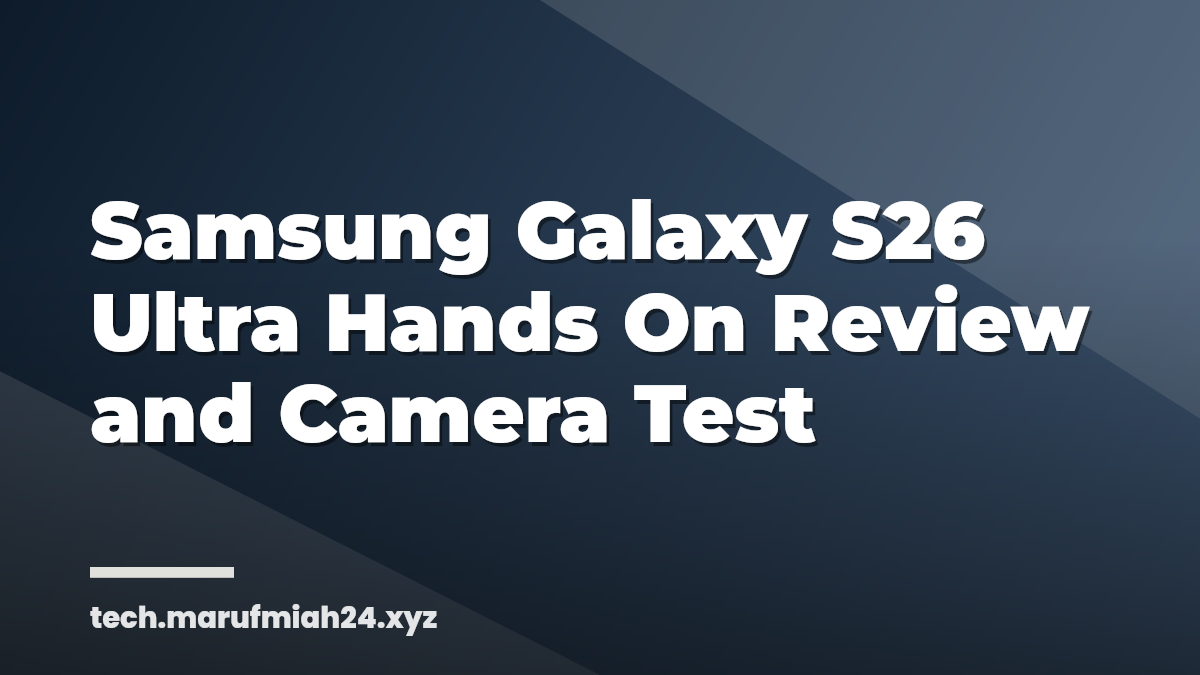 Samsung Galaxy S26
Ultra Hands On Review
and Camera Test
tech.marufmiah24.xyz